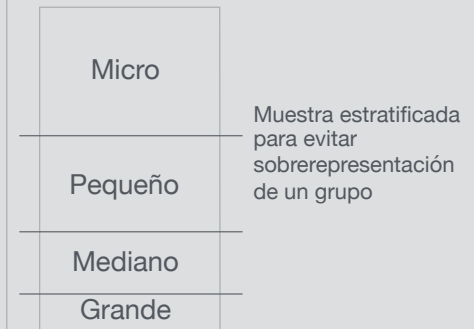 Micro
Pequeño
Mediano
Grande
Muestra estratificada
para evitar
sobrerepresentación
de un grupo